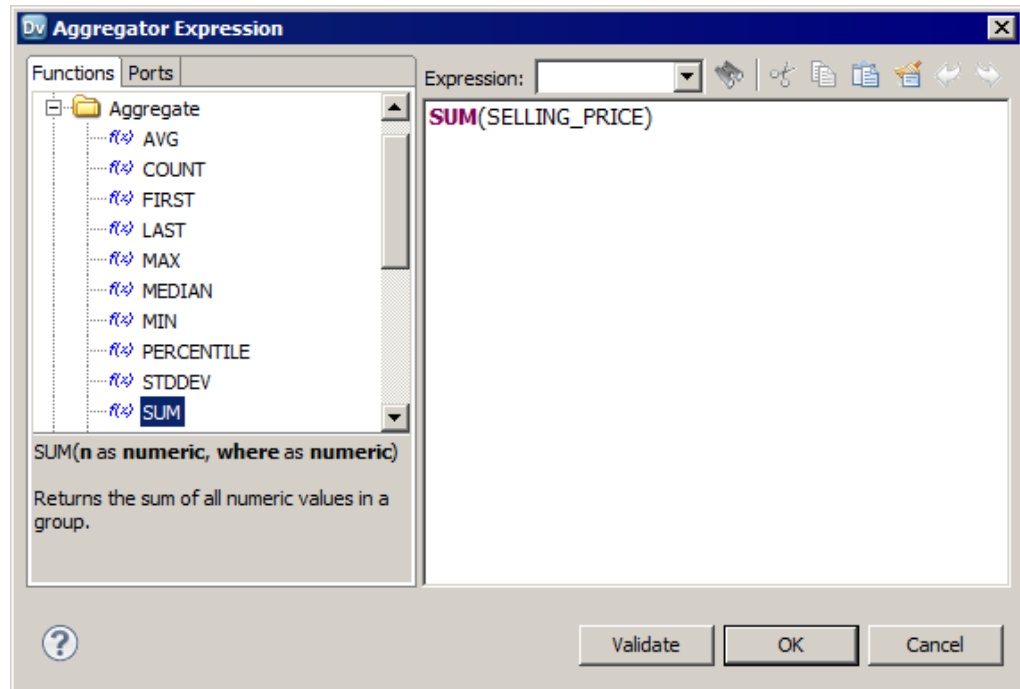 Dv Aggregator Expression
Functions Ports
Aggregate
f(x) AVG
f(x) COUNT
f(x) FIRST
f(x) LAST
f(x) MAX
f(x) MEDIAN
f(x) MIN
f(x) PERCENTILE
f(x) STDDEV
f(x) SUM
SUM(n as numeric, where as numeric)
Returns the sum of all numeric values in a
group.
Expression:
SUM(SELLING_PRICE)
?
Validate OK Cancel